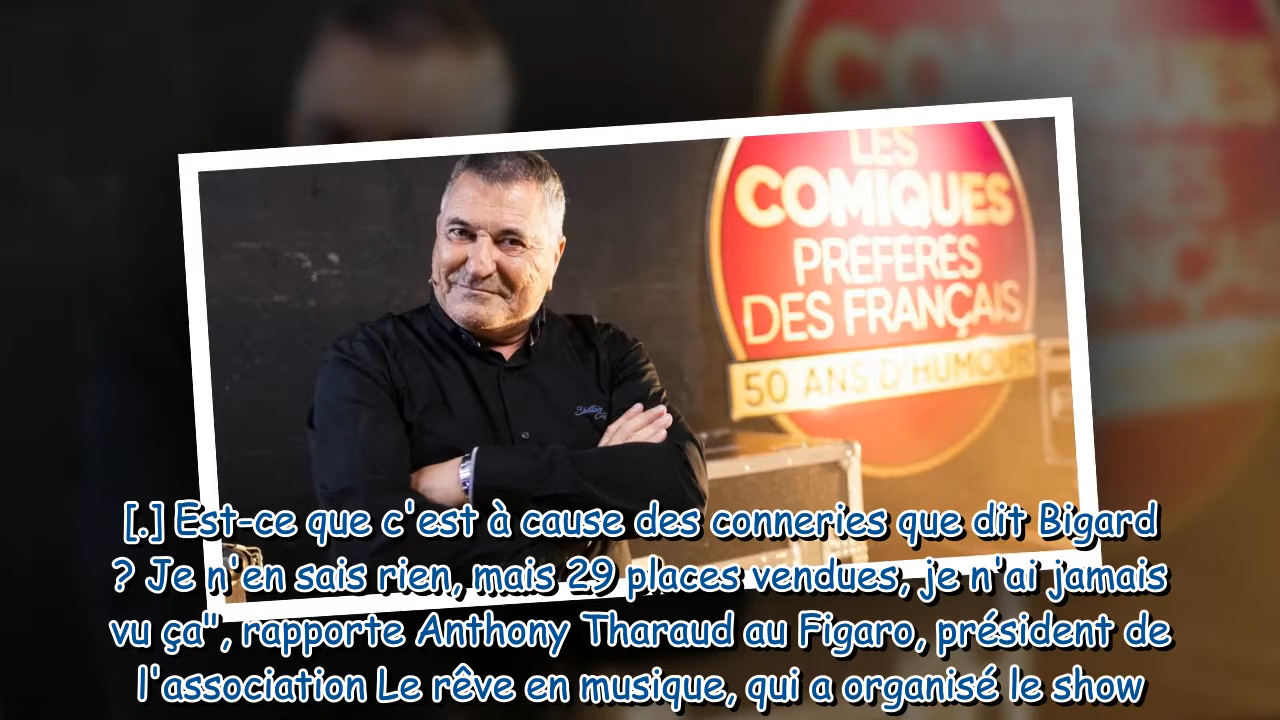 LES
COMIQUES
PRÉFÉRÉS
DES FRANÇAIS
50 ANS D'HUMOUR
[.] Est-ce que c'est à cause des conneries que dit Bigard
? Je n'en sais rien, mais 29 places vendues, je n'ai jamais
vu ça", rapporte Anthony Tharaud au Figaro, président de
l'association Le rêve en musique, qui a organisé le show